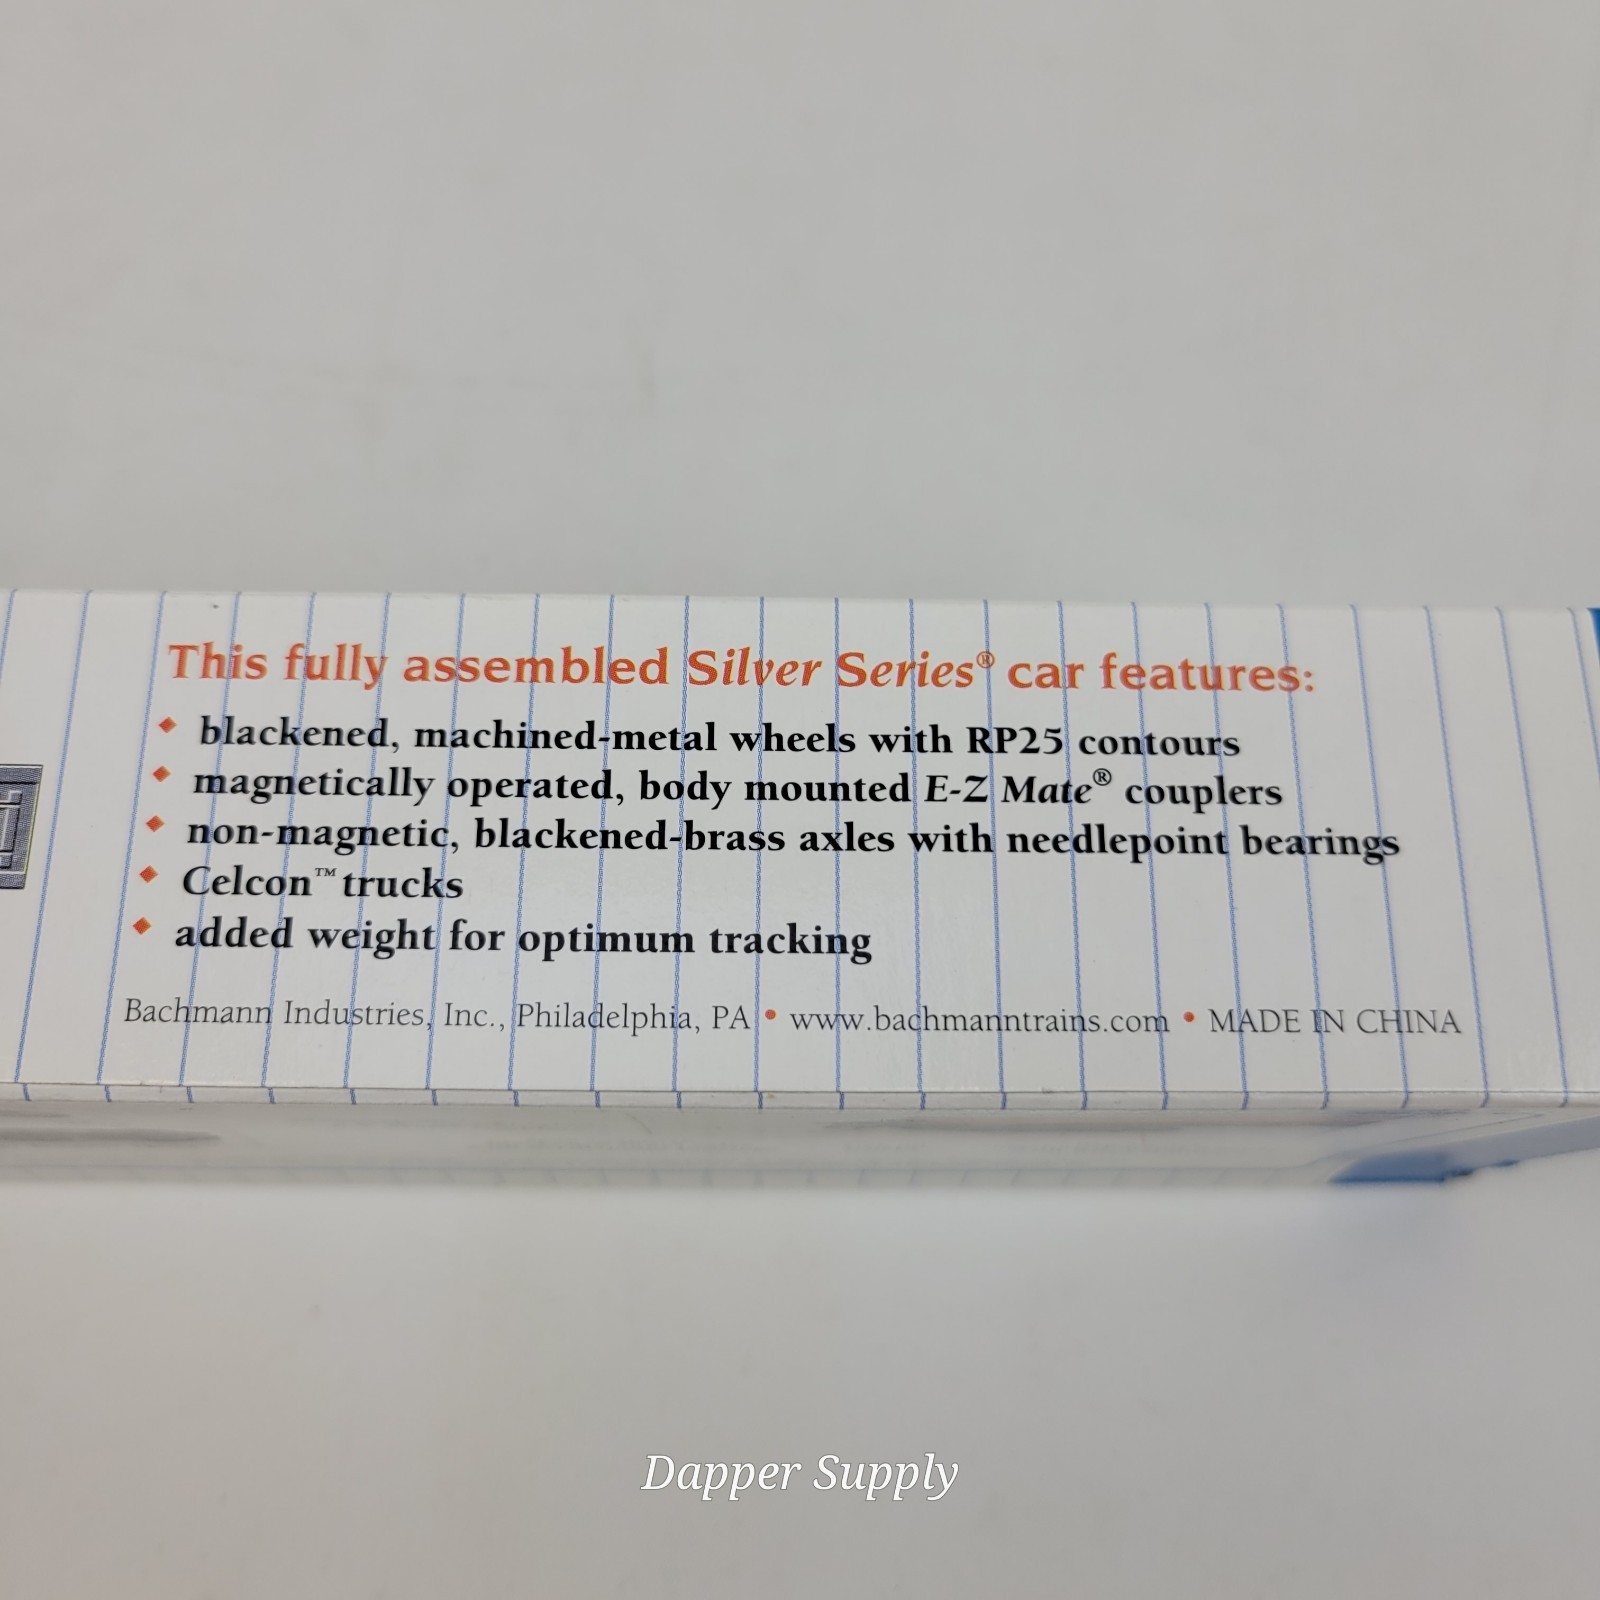 This fully assembled Silver Series® car features:
◆ blackened, machined-metal wheels with RP25 contours
◆ magnetically operated, body mounted E-Z Mate® couplers
◆ non-magnetic, blackened-brass axles with needlepoint bearings
◆ Celcon™ trucks
◆ added weight for optimum tracking
Bachmann Industries, Inc., Philadelphia, PA • www.bachmanntrains.com • MADE IN CHINA
Dapper Supply